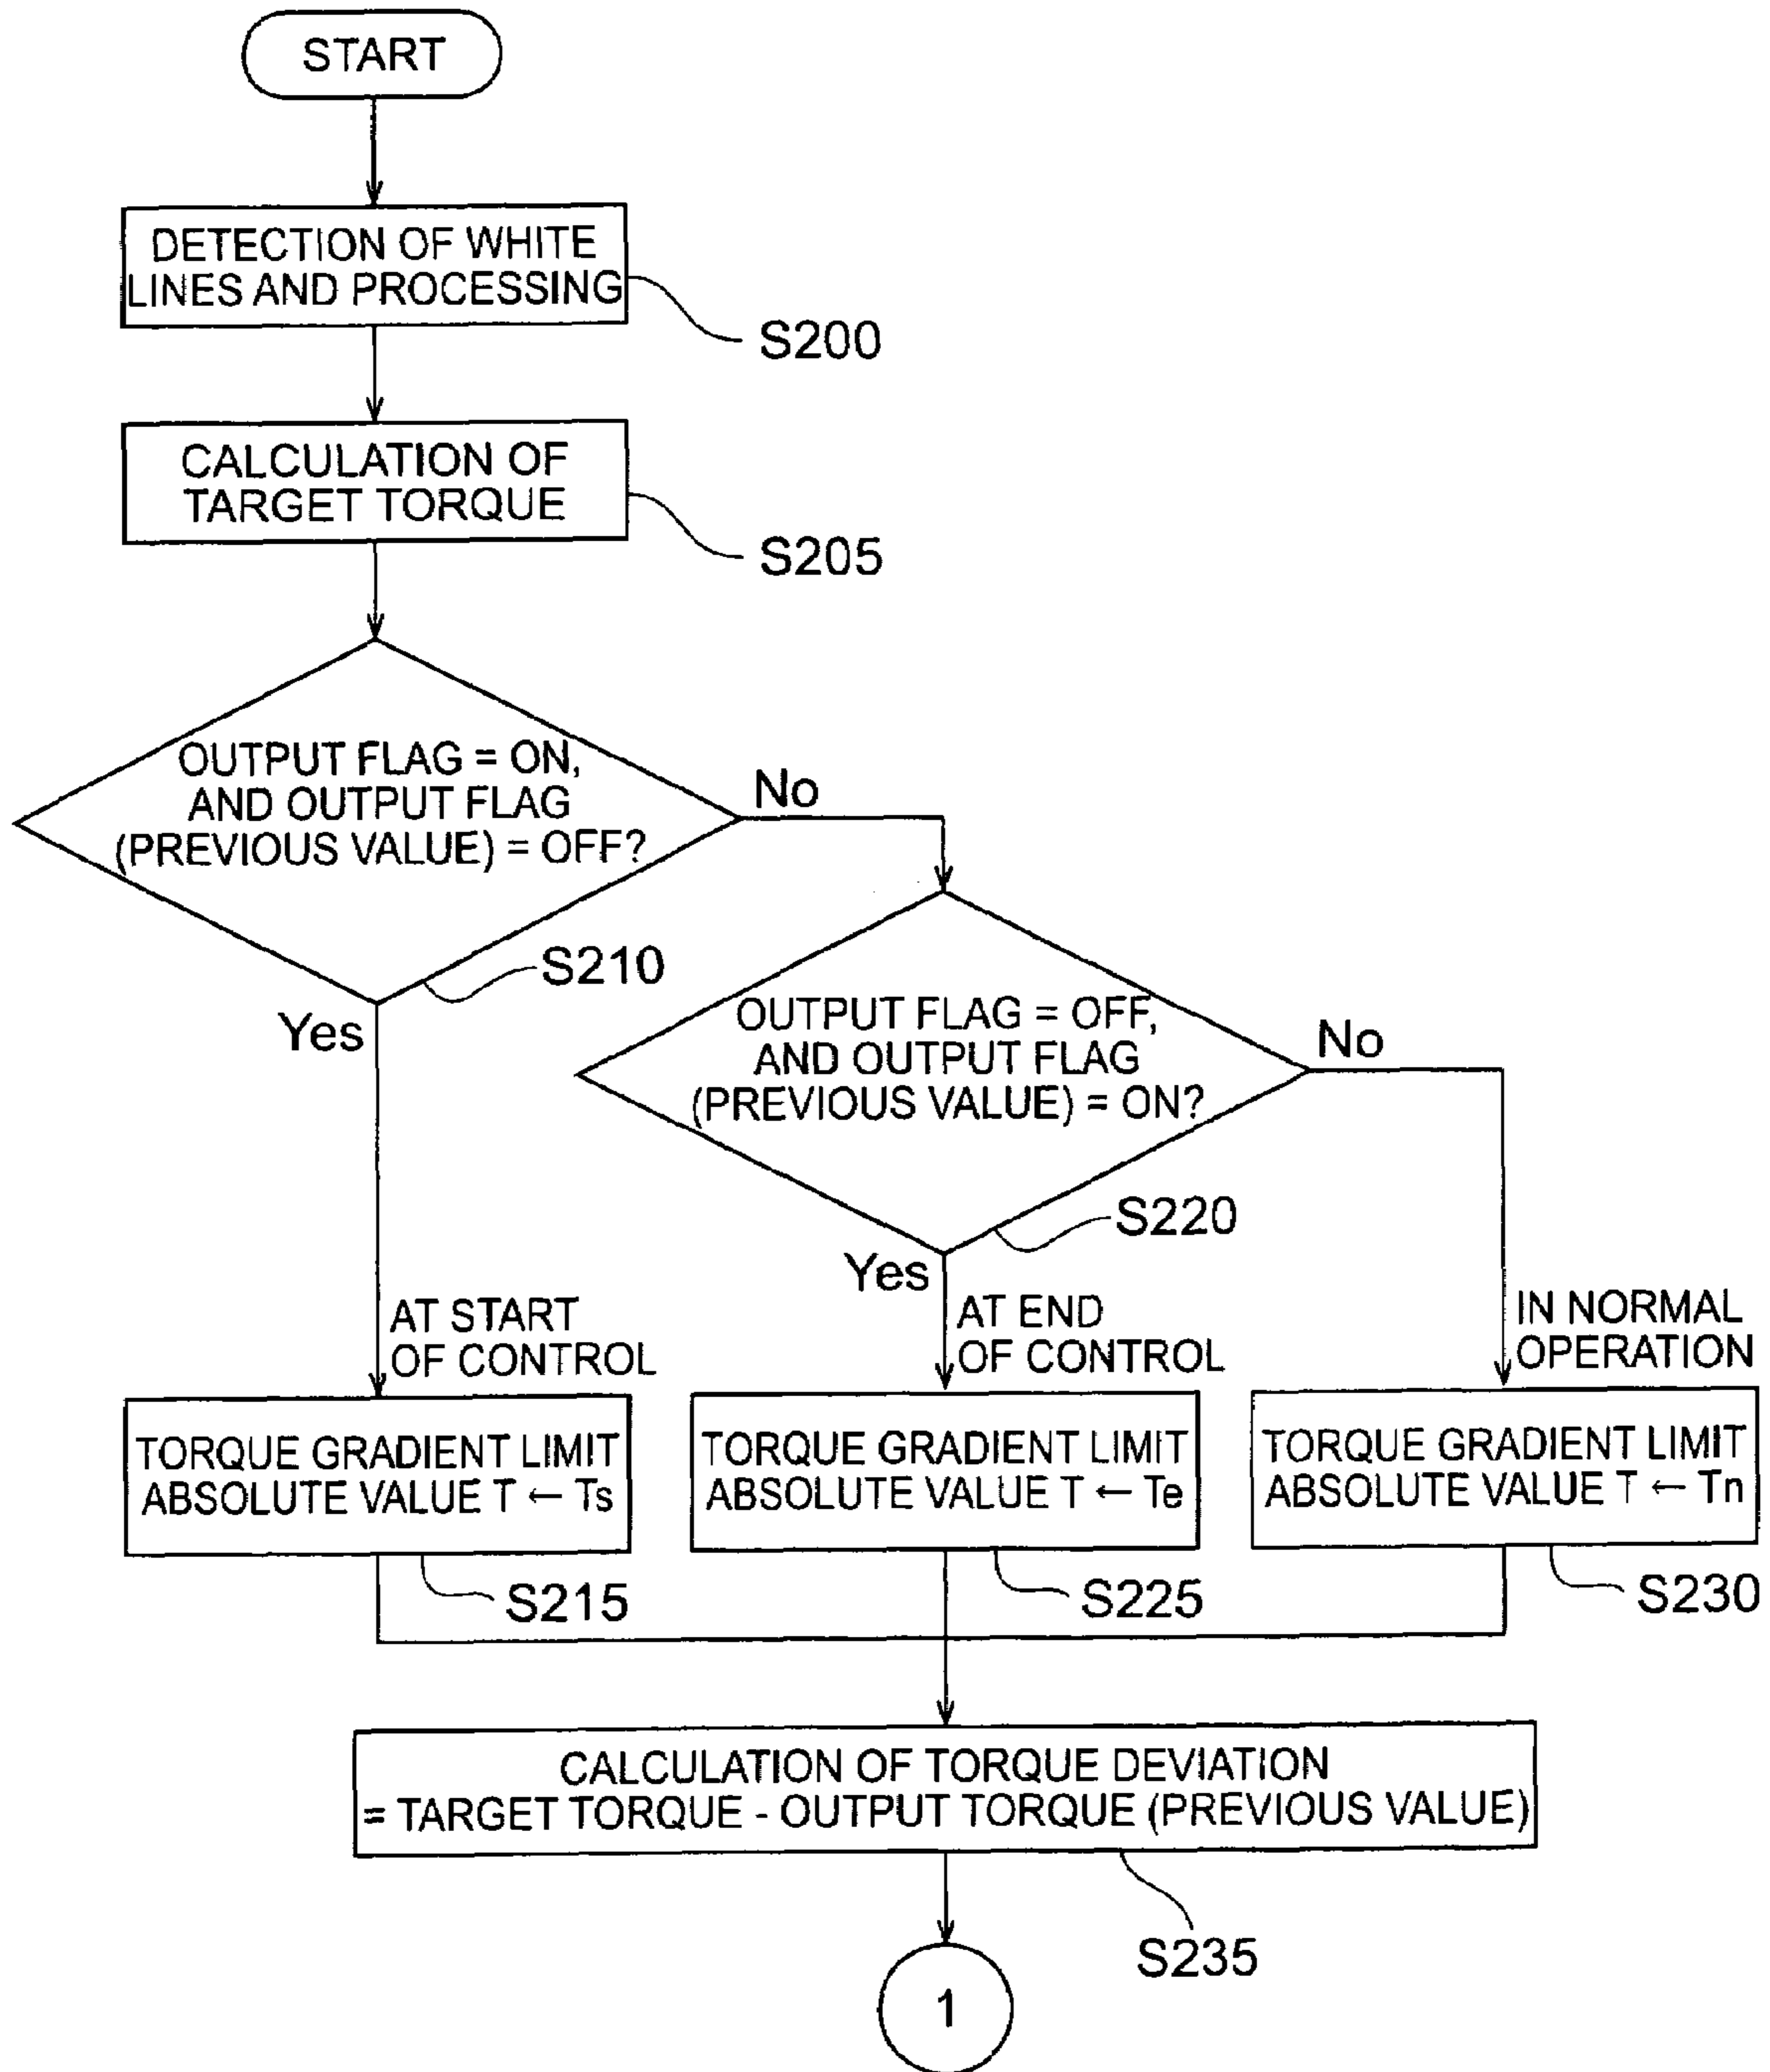 START
DETECTION OF WHITE
LINES AND PROCESSING
S200
CALCULATION OF
TARGET TORQUE
S205
OUTPUT FLAG = ON,
AND OUTPUT FLAG
(PREVIOUS VALUE) = OFF?
No
S210
Yes
OUTPUT FLAG = OFF,
AND OUTPUT FLAG
(PREVIOUS VALUE) = ON?
No
S220
Yes
AT START
OF CONTROL
AT END
OF CONTROL
IN NORMAL
OPERATION
TORQUE GRADIENT LIMIT
ABSOLUTE VALUE T ← Ts
S215
TORQUE GRADIENT LIMIT
ABSOLUTE VALUE T ← Te
S225
TORQUE GRADIENT LIMIT
ABSOLUTE VALUE T ← Tn
S230
CALCULATION OF TORQUE DEVIATION
= TARGET TORQUE - OUTPUT TORQUE (PREVIOUS VALUE)
S235
1